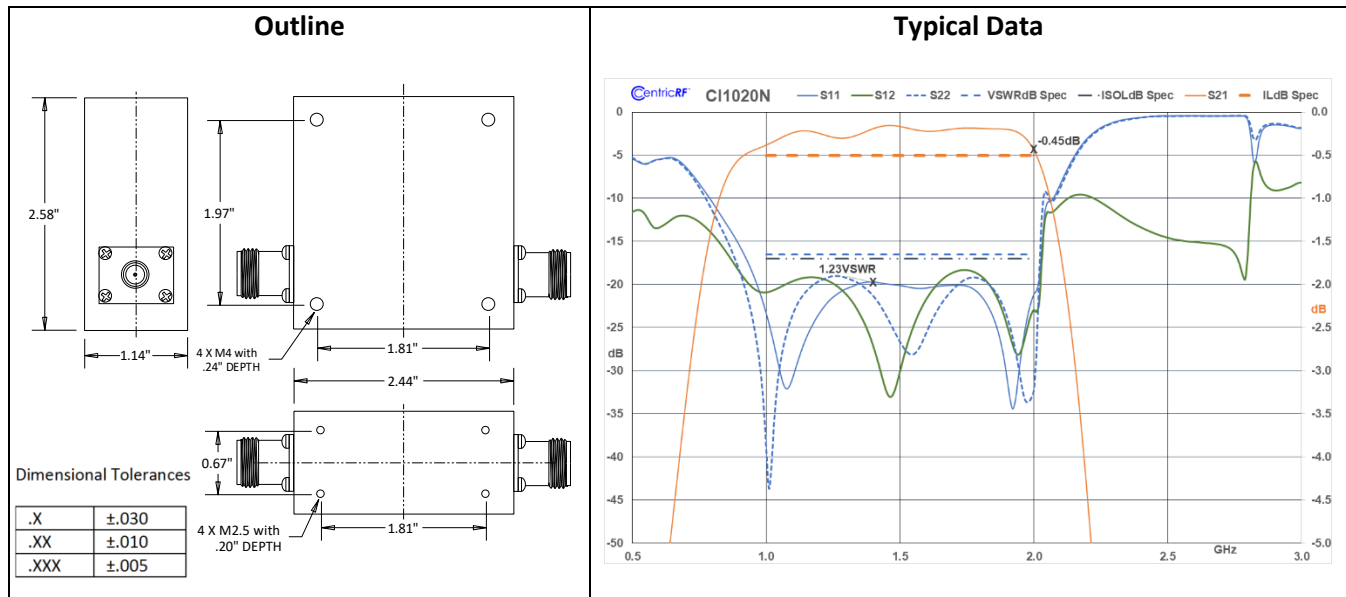 Outline
2.58"
1.14"
1.97"
4 X M4 with
.24" DEPTH
1.81"
2.44"
0.67"
4 X M2.5 with
.20" DEPTH
1.81"
Dimensional Tolerances
.X ±.030
.XX ±.010
.XXX ±.005
Typical Data
CentricRF™ CI1020N S11 S12 S22 VSWRdB Spec ISOLdB Spec S21 ILdB Spec
0 0.0
-5 -0.5
-10 -1.0
-15 -1.5
-20 -2.0
-25 -2.5
-30 -3.0
-35 -3.5
-40 -4.0
-45 -4.5
-50 -5.0
dB
dB
X -0.45dB
1.23VSWR
X
0.5 1.0 1.5 2.0 2.5 GHz 3.0